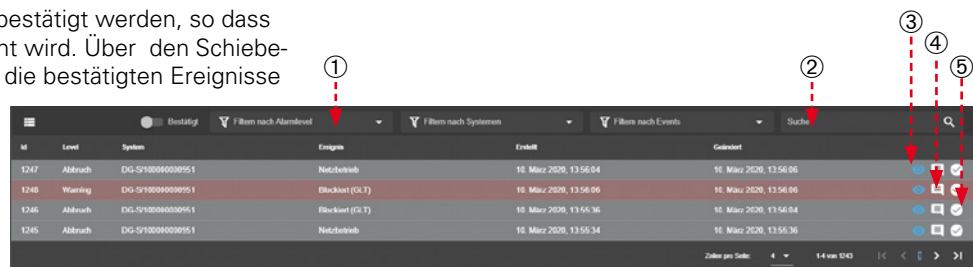 bestätigt werden, so dass
nt wird. Über den Schiebe-
die bestätigten Ereignisse
① ② ③ ④ ⑤
Bestätigt Filtern nach Alarmlevel Filtern nach Systemen Filtern nach Events Suche
Id Level System Ereignis Erstellt Geändert
1247 Abbruch DG-S/100000000951 Netzbetrieb 10. März 2020, 13:56:04 10. März 2020, 13:56:06
1248 Warning DG-S/100000000951 Blockiert (GLT) 10. März 2020, 13:56:06 10. März 2020, 13:56:06
1246 Abbruch DG-S/100000000951 Blockiert (GLT) 10. März 2020, 13:55:36 10. März 2020, 13:56:04
1245 Abbruch DG-S/100000000951 Netzbetrieb 10. März 2020, 13:55:34 10. März 2020, 13:55:36
Zeilen pro Seite: 4 1-4 von 1243